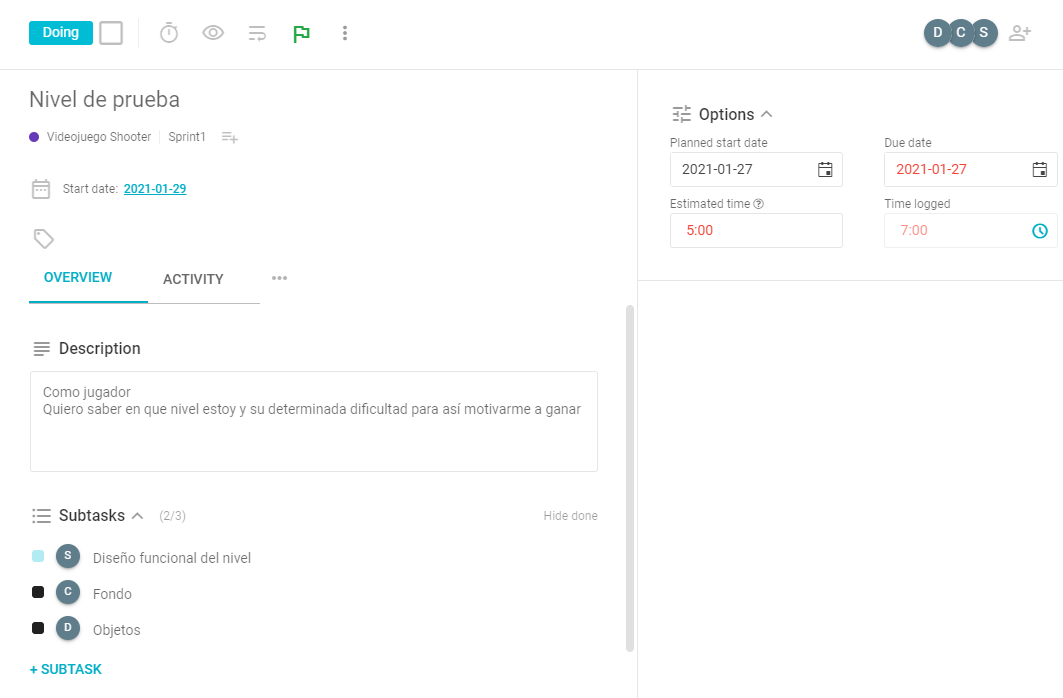 Doing
D C S
Nivel de prueba
Videojuego Shooter Sprint1
Start date: 2021-01-29
OVERVIEW ACTIVITY
Description
Como jugador
Quiero saber en que nivel estoy y su determinada dificultad para así motivarme a ganar
Subtasks (2/3) Hide done
S Diseño funcional del nivel
C Fondo
D Objetos
+ SUBTASK
Options
Planned start date Due date
2021-01-27 2021-01-27
Estimated time ? Time logged
5:00 7:00